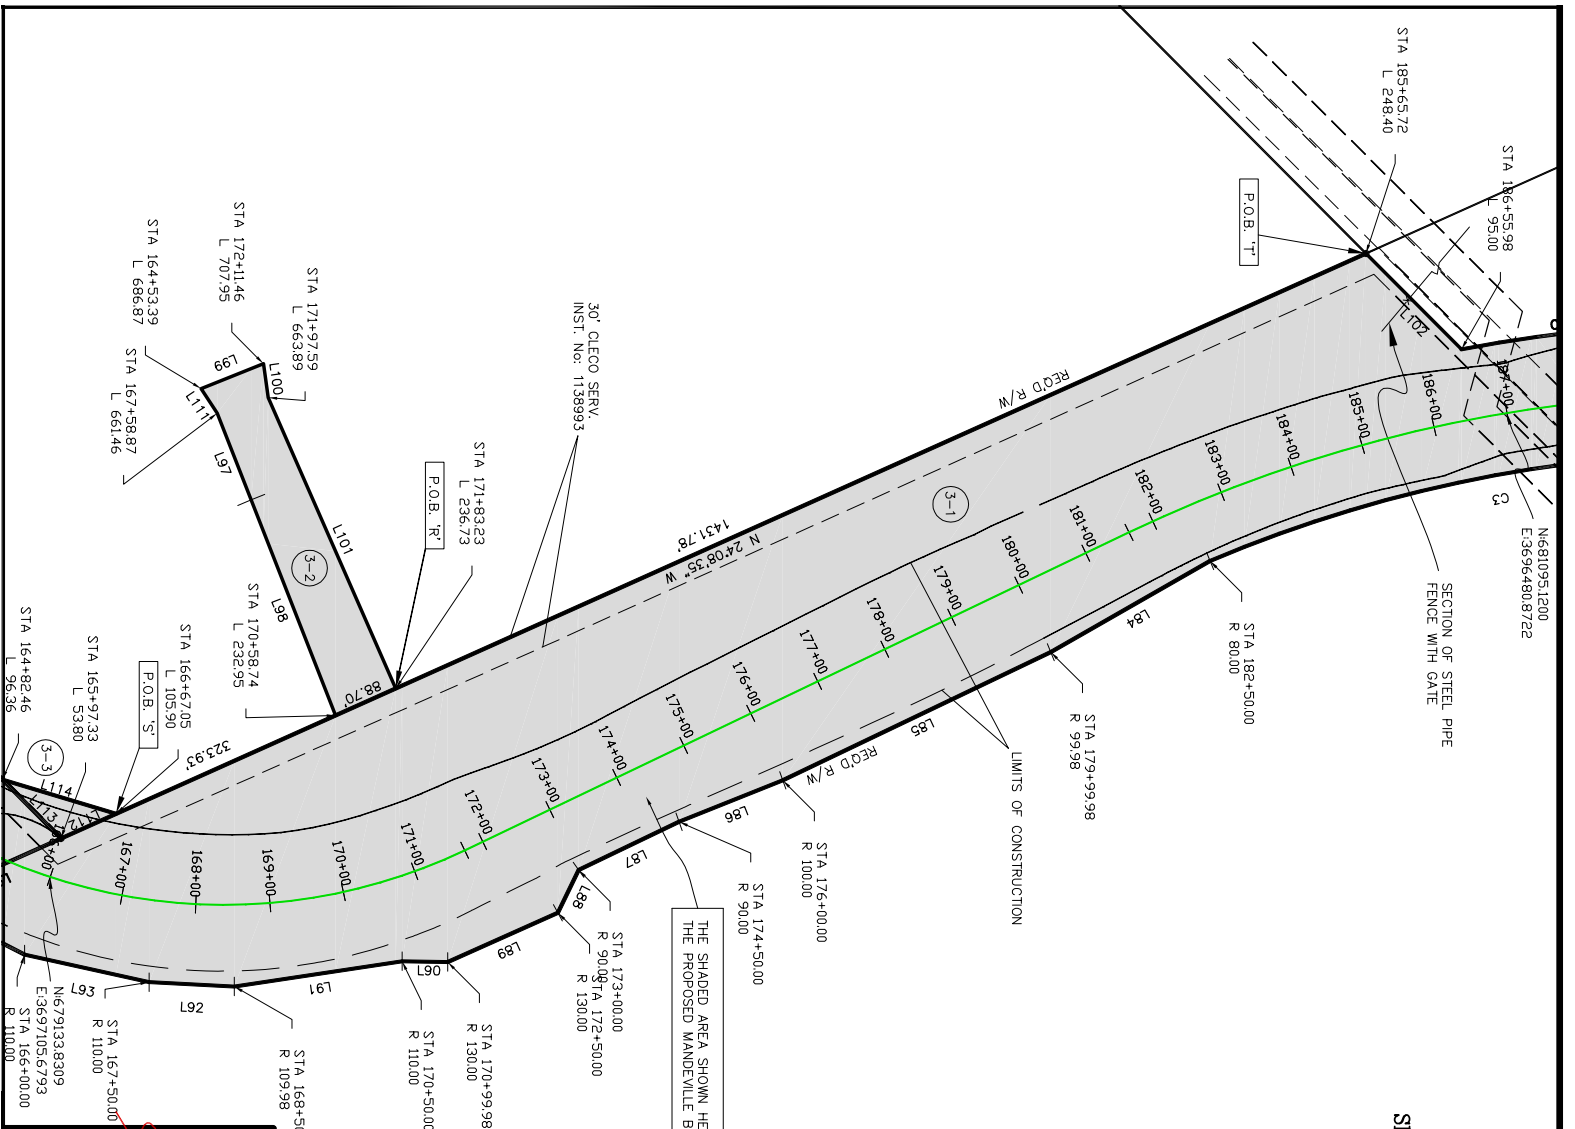 STA 185+65.72
L 248.40
STA 186+55.98
L 95.00
P.O.B. 'T'
L102
187+00
186+00
185+00
184+00
183+00
182+00
181+00
180+00
179+00
178+00
177+00
176+00
175+00
174+00
173+00
172+00
171+00
170+00
169+00
168+00
167+00
C3
N:681095.1200
E:3696480.8722
SECTION OF STEEL PIPE
FENCE WITH GATE
REQ'D R/W
3-1
N 24°08'35" W
1431.78'
30' CLECO SERV.
INST. No: 1138993
STA 171+97.59
L 663.89
STA 172+11.46
L 707.95
STA 164+53.39
L 686.87
STA 167+58.87
L 661.46
L99
L100
L111
L97
L101
L98
3-2
STA 171+83.23
L 236.73
P.O.B. 'R'
88.70'
STA 170+58.74
L 232.95
323.93'
STA 166+67.05
L 105.90
P.O.B. 'S'
STA 165+97.33
L 53.80
STA 164+82.46
L 96.36
3-3
L114
L113
L112
L84
STA 182+50.00
R 80.00
STA 179+99.98
R 99.98
L85
REQ'D R/W
LIMITS OF CONSTRUCTION
L86
STA 176+00.00
R 100.00
L87
STA 174+50.00
R 90.00
L88
STA 173+00.00
R 90.00
STA 172+50.00
R 130.00
L89
THE SHADED AREA SHOWN HE
THE PROPOSED MANDEVILLE B
L90
STA 170+99.98
R 130.00
STA 170+50.00
R 110.00
L91
STA 168+50
R 109.98
L92
L93
STA 167+50.00
R 110.00
N:679133.8309
E:3697105.6793
STA 166+00.00
R 110.00